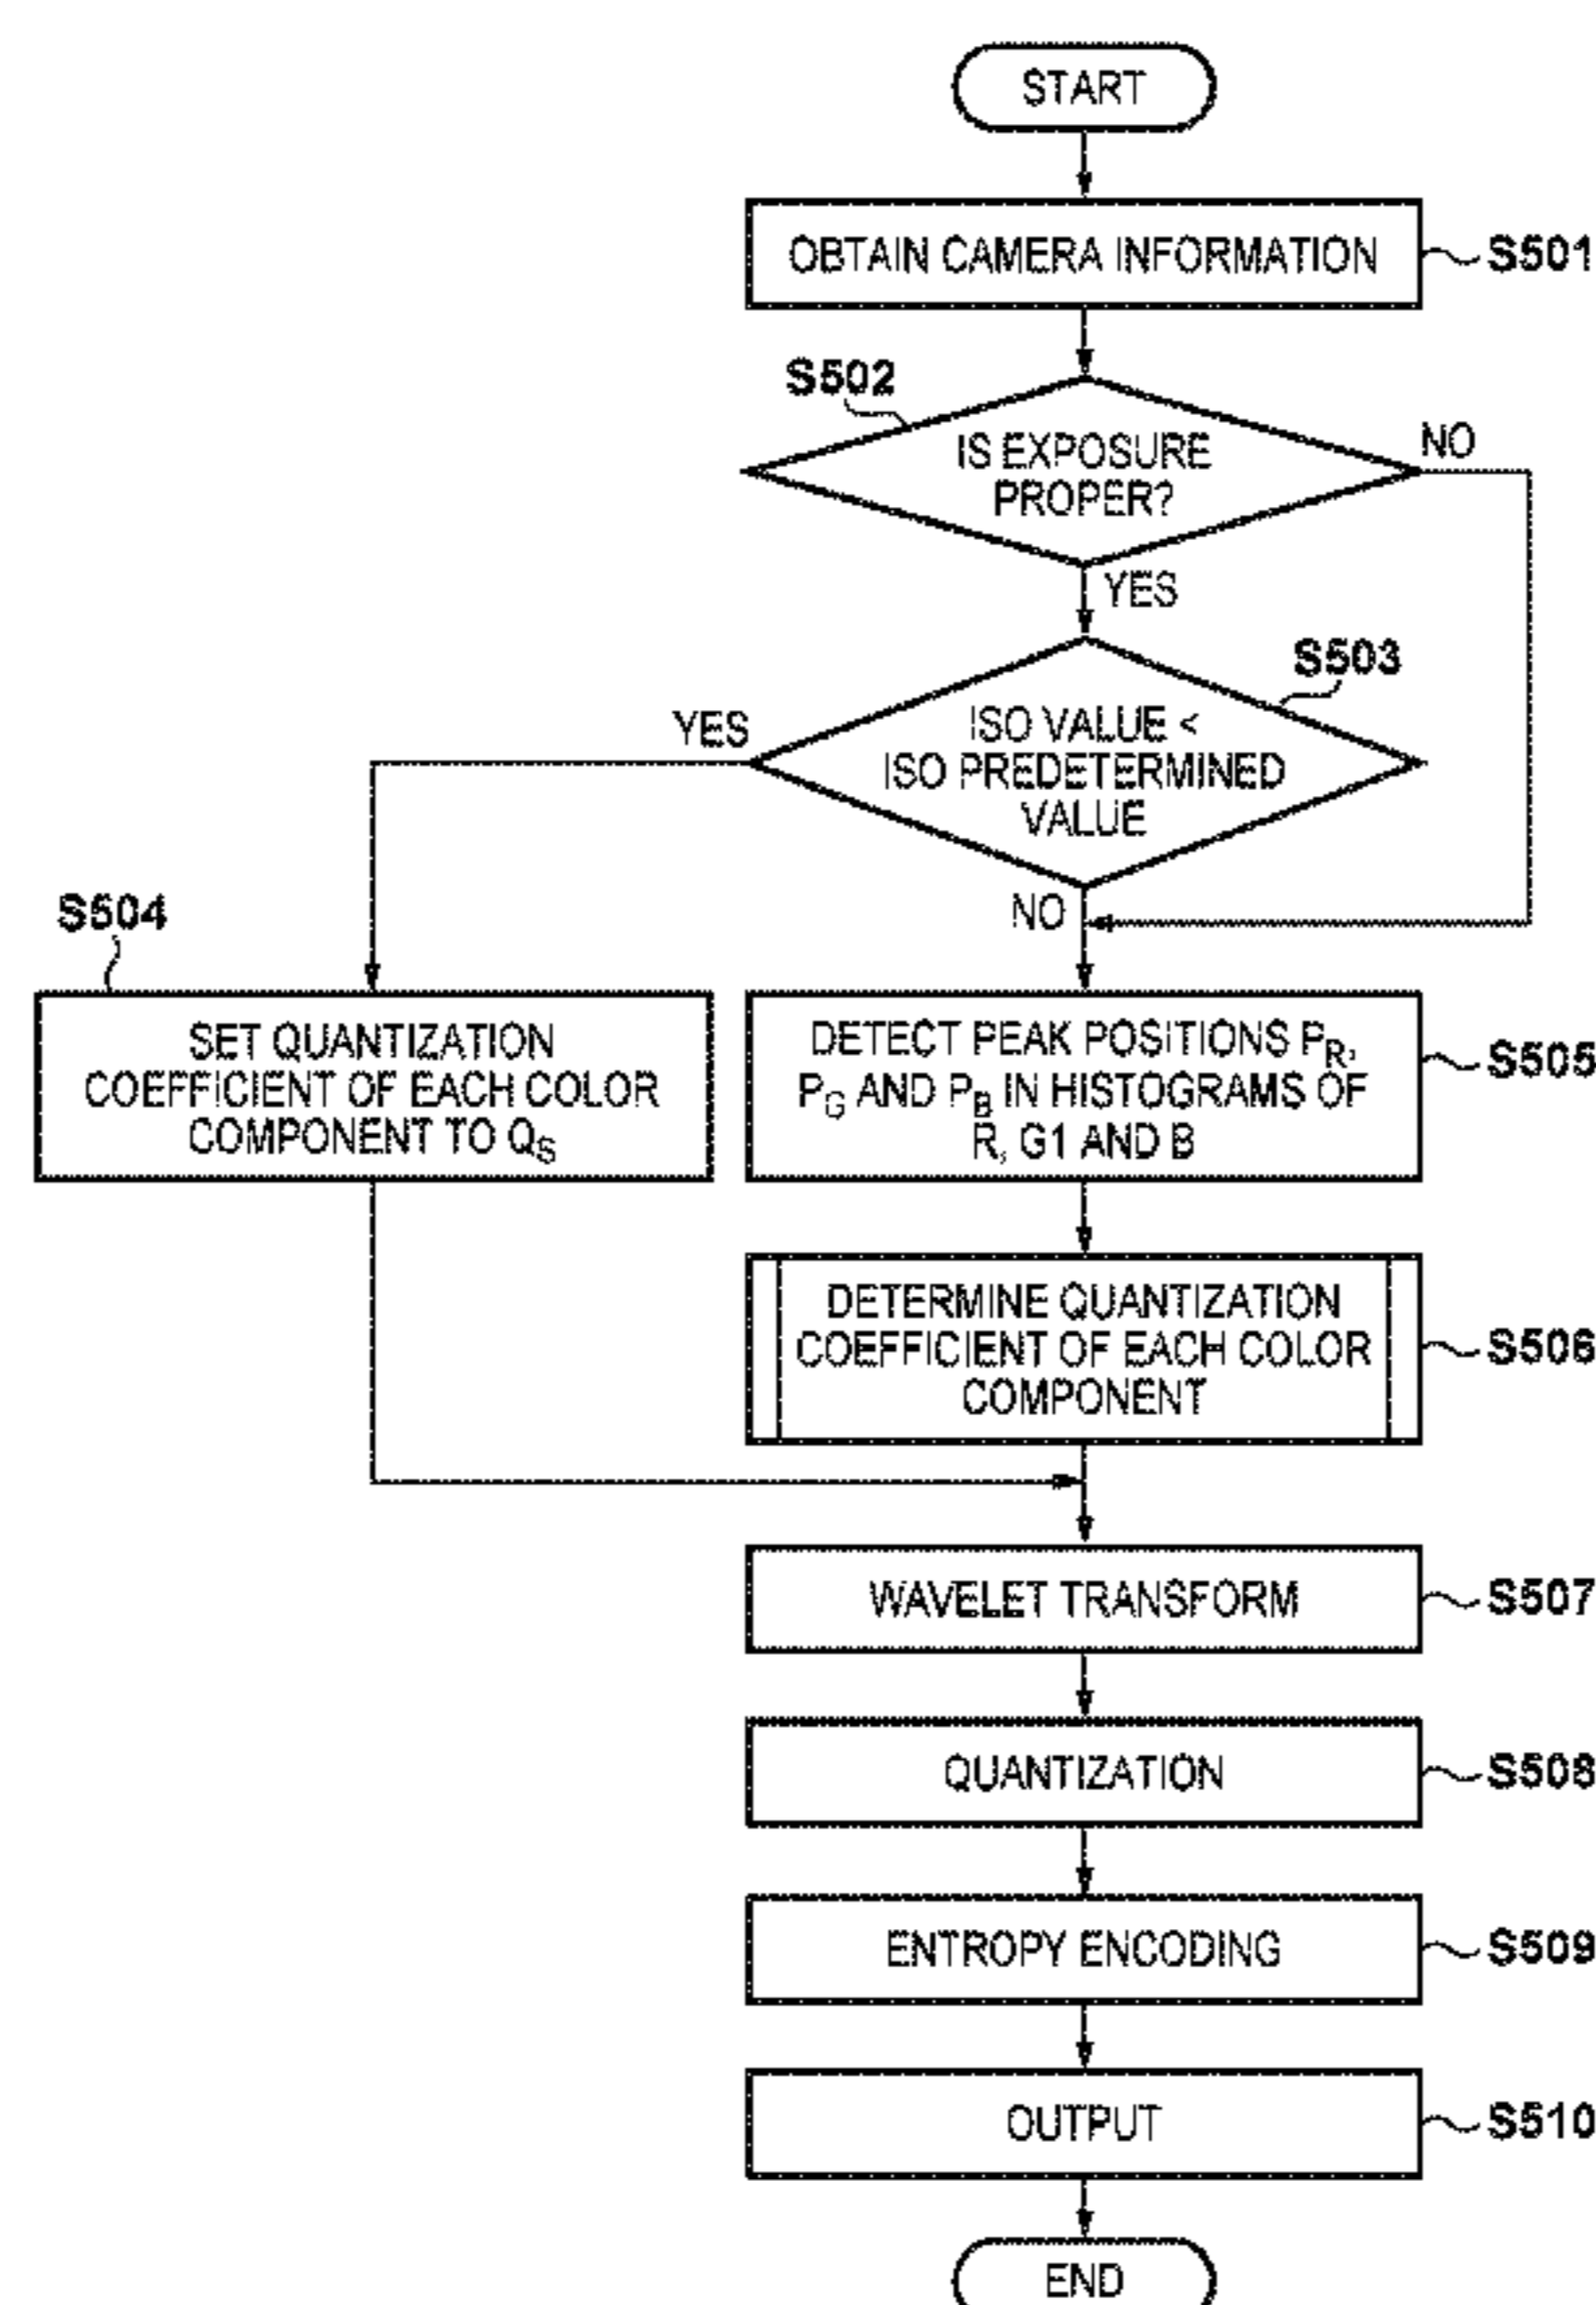 START
OBTAIN CAMERA INFORMATION
S501
S502
IS EXPOSURE
PROPER?
NO
YES
S503
ISO VALUE <
ISO PREDETERMINED
VALUE
YES
NO
S504
SET QUANTIZATION
COEFFICIENT OF EACH COLOR
COMPONENT TO QS
DETECT PEAK POSITIONS PR,
PG AND PB IN HISTOGRAMS OF
R, G1 AND B
S505
DETERMINE QUANTIZATION
COEFFICIENT OF EACH COLOR
COMPONENT
S506
WAVELET TRANSFORM
S507
QUANTIZATION
S508
ENTROPY ENCODING
S509
OUTPUT
S510
END